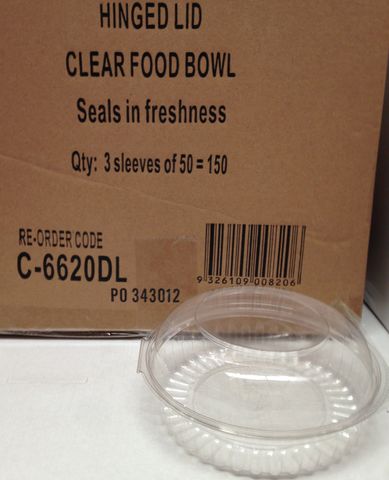 HINGED LID
CLEAR FOOD BOWL
Seals in freshness
Qty: 3 sleeves of 50 = 150
RE-ORDER CODE
C-6620DL
PO 343012
9 326109 008206